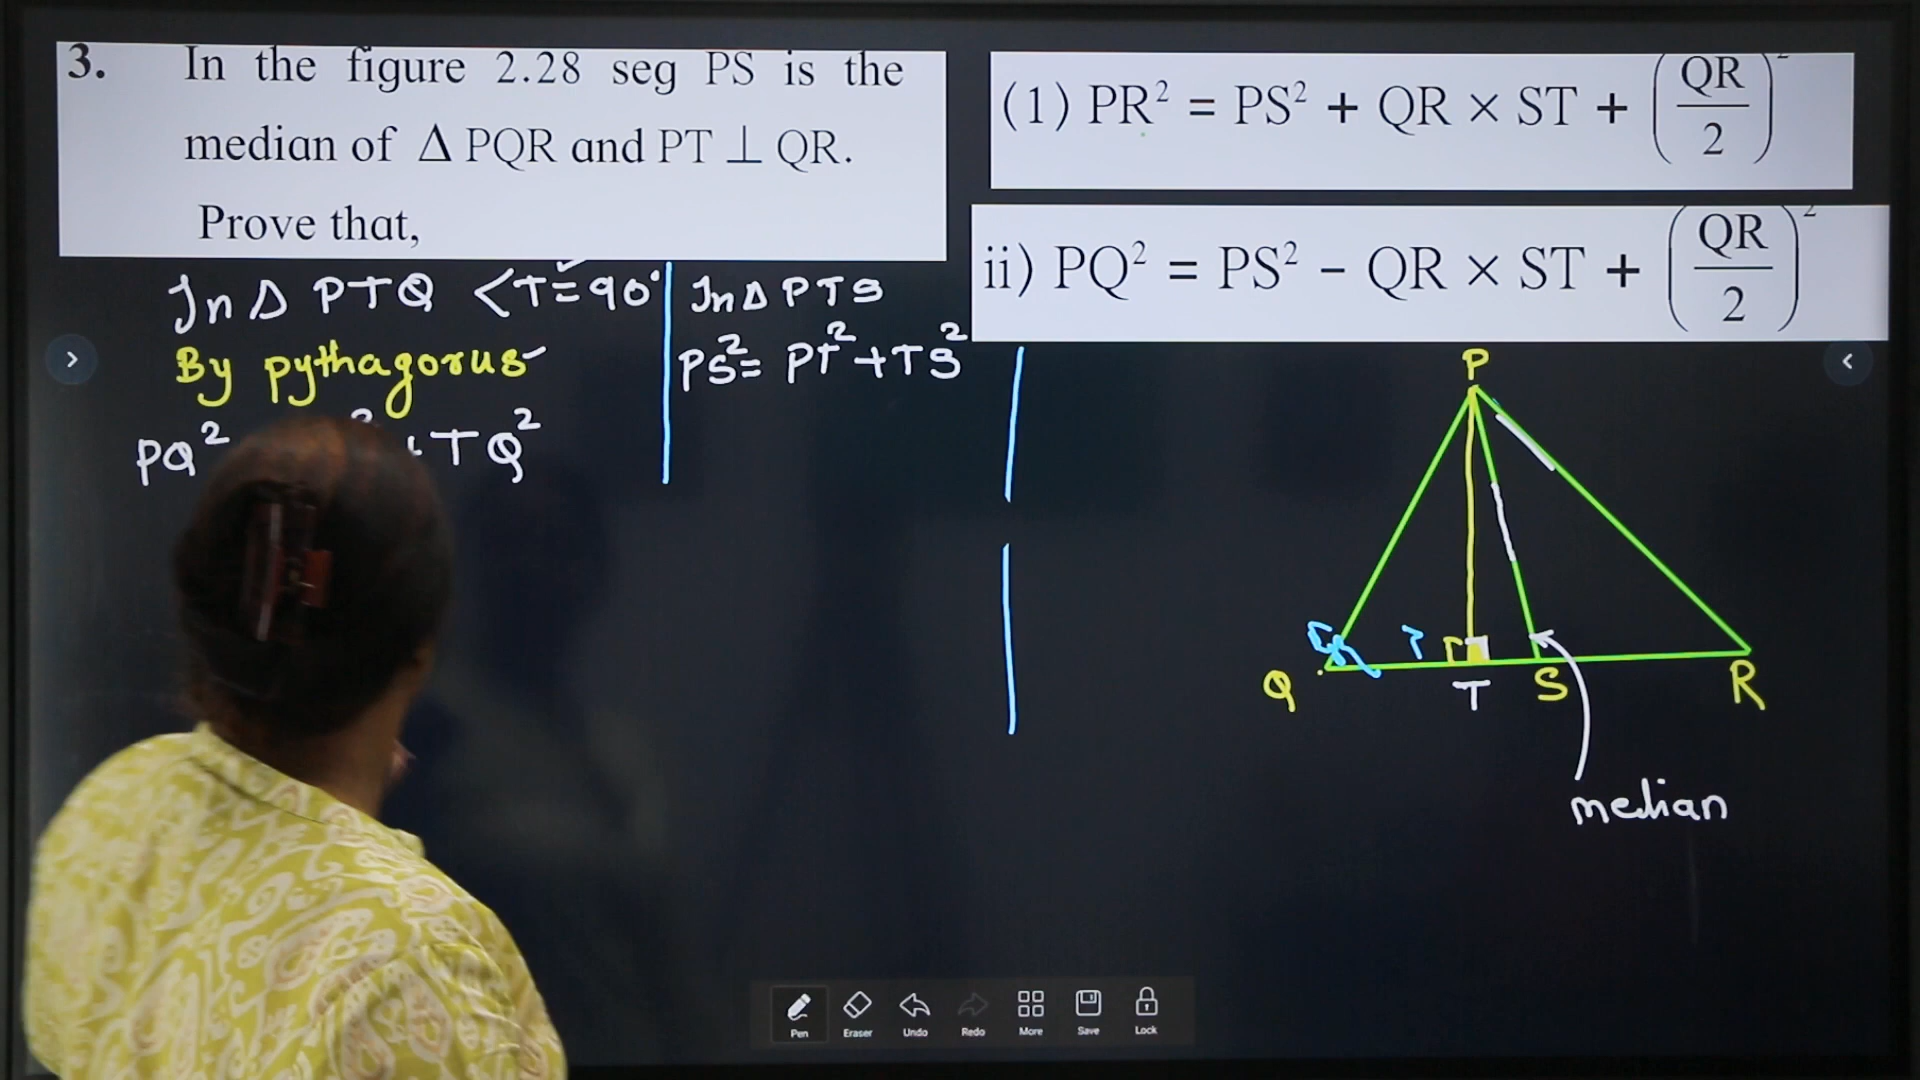 3. In the figure 2.28 seg PS is the
median of Δ PQR and PT ⊥ QR.
Prove that,
(1) PR² = PS² + QR × ST + (QR/2)²
ii) PQ² = PS² - QR × ST + (QR/2)²
In Δ PTQ <T=90°
By pythagorus
PQ² +TQ²
In Δ PTS
PS²= PT²+TS²
P
Q
T
S
R
median
Pen
Eraser
Undo
Redo
More
Save
Lock